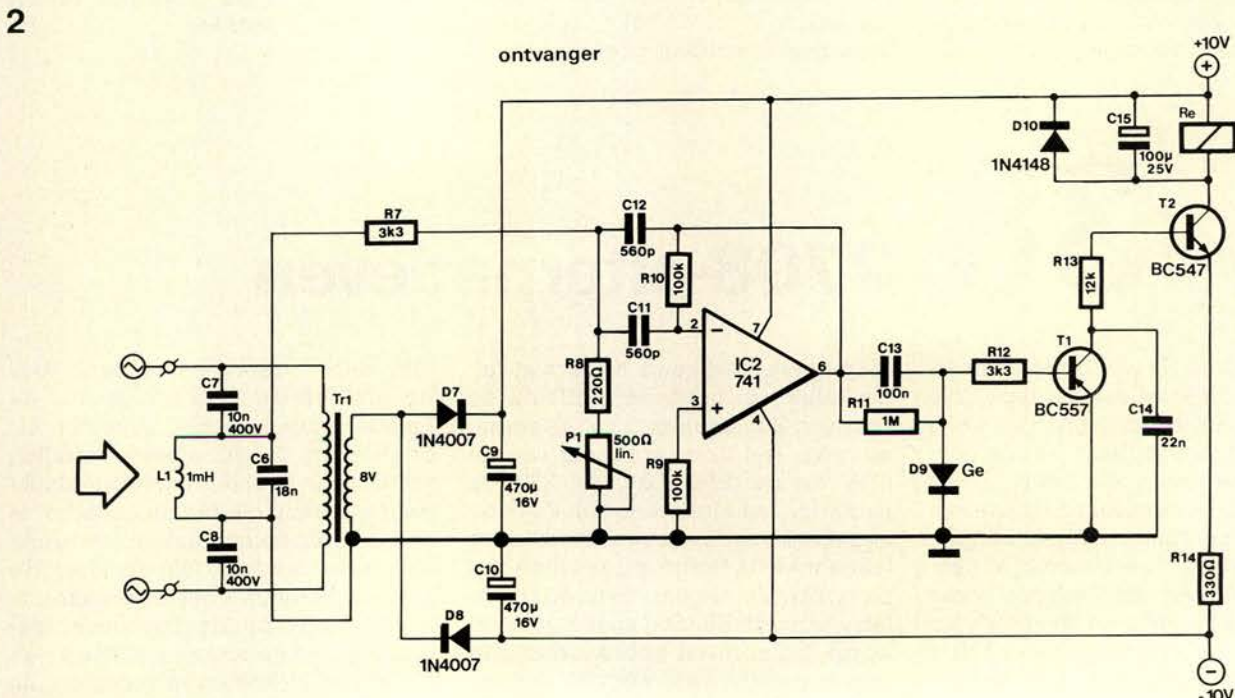 2
ontvanger
+10V
+
D10
1N4148
C15
100µ
25V
Re
T2
BC547
R7
3k3
C12
560p
R10
100k
R13
12k
C11
560p
2
−
7
IC2
741
6
3
+
4
C13
100n
R12
3k3
T1
BC557
R8
220Ω
R11
1M
C14
22n
C7
10n
400V
Tr1
D7
1N4007
P1
500Ω
lin.
R9
100k
D9
Ge
L1
1mH
C6
18n
8V
C9
470µ
16V
C8
10n
400V
C10
470µ
16V
R14
330Ω
D8
1N4007
−
-10V